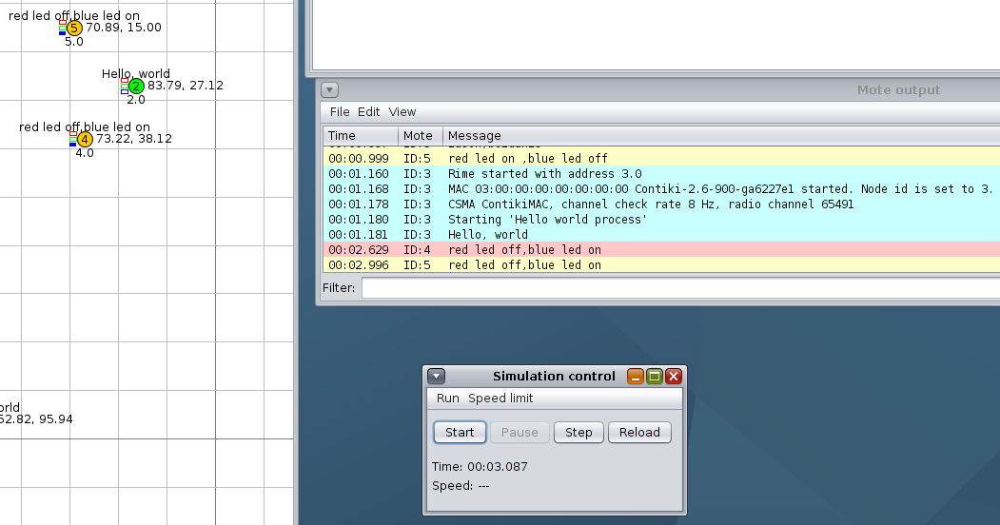 red led off,blue led on
5 70.89, 15.00
5.0
Hello, world
2 83.79, 27.12
2.0
red led off,blue led on
4 73.22, 38.12
4.0
orld
52.82, 95.94
Mote output
File Edit View
Time Mote Message
00:00.999 ID:5 red led on ,blue led off
00:01.160 ID:3 Rime started with address 3.0
00:01.168 ID:3 MAC 03:00:00:00:00:00:00:00 Contiki-2.6-900-ga6227e1 started. Node id is set to 3.
00:01.178 ID:3 CSMA ContikiMAC, channel check rate 8 Hz, radio channel 65491
00:01.180 ID:3 Starting 'Hello world process'
00:01.181 ID:3 Hello, world
00:02.629 ID:4 red led off,blue led on
00:02.996 ID:5 red led off,blue led on
Filter:
Simulation control
Run Speed limit
Start Pause Step Reload
Time: 00:03.087
Speed: ---